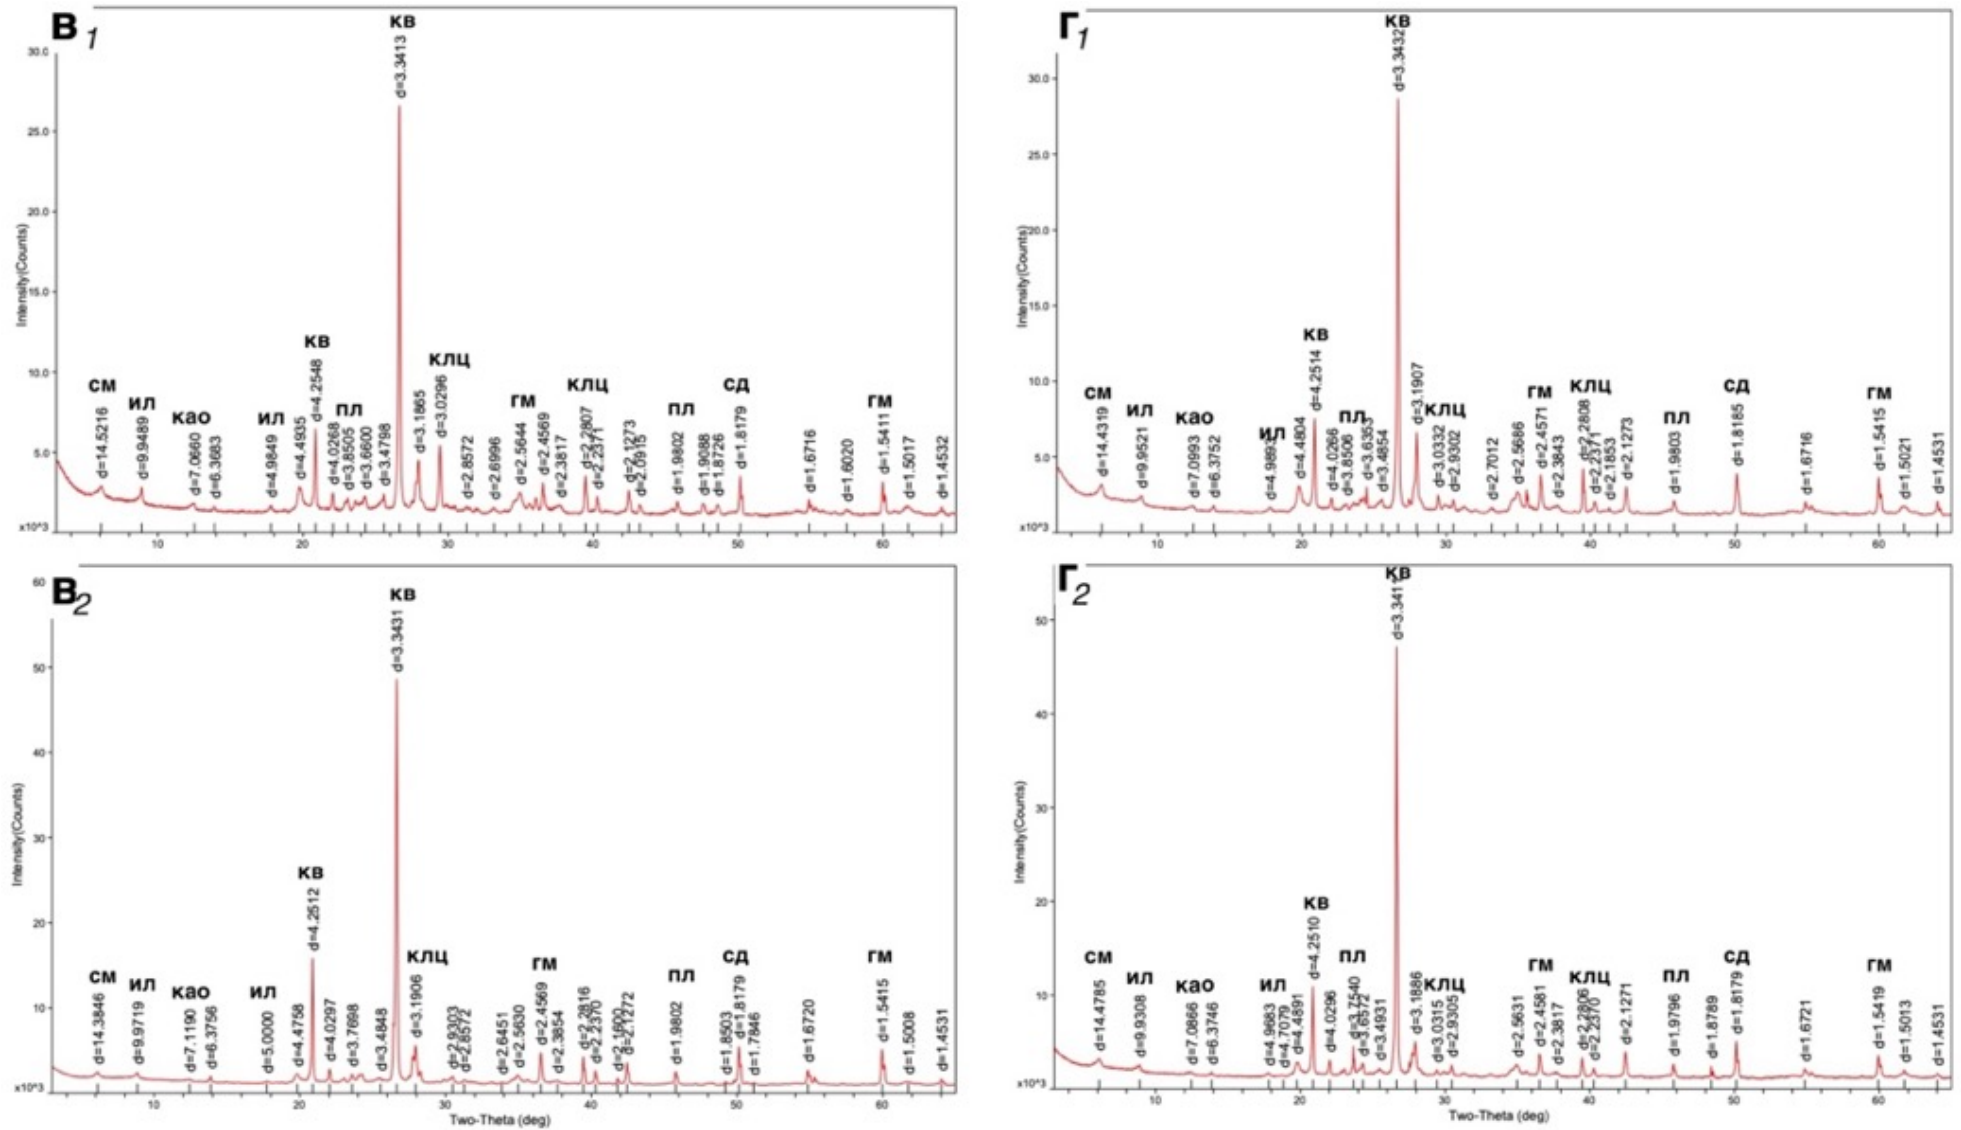 В 1
КВ
d=3.3413
30.0
25.0
20.0
15.0
10.0
5.0
x10^3
Intensity(Counts)
СМ
d=14.5216
ИЛ
d=9.9489
КАО
d=7.0660
d=6.3683
ИЛ
d=4.9849
d=4.4935
КВ
d=4.2548
d=4.0268
ПЛ
d=3.8505
d=3.6600
d=3.4798
d=3.1865
КЛЦ
d=3.0296
d=2.8572
d=2.6996
ГМ
d=2.5644
d=2.4569
d=2.3817
КЛЦ
d=2.2807
d=2.2371
d=2.1273
d=2.0915
ПЛ
d=1.9802
d=1.9088
d=1.8726
СД
d=1.8179
d=1.6716
d=1.6020
ГМ
d=1.5411
d=1.5017
d=1.4532
10 20 30 40 50 60
Г1
КВ
d=3.3432
30.0
25.0
20.0
15.0
10.0
5.0
x10^3
Intensity(Counts)
СМ
d=14.4319
ИЛ
d=9.9521
КАО
d=7.0993
d=6.3752
ИЛ
d=4.9893
d=4.4804
КВ
d=4.2514
d=4.0266
ПЛ
d=3.8506
d=3.6353
d=3.4854
d=3.1907
КЛЦ
d=3.0332
d=2.9302
d=2.7012
d=2.5686
ГМ
d=2.4571
d=2.3843
КЛЦ
d=2.2808
d=2.2371
d=2.1853
d=2.1273
ПЛ
d=1.9803
СД
d=1.8185
d=1.6716
ГМ
d=1.5415
d=1.5021
d=1.4531
10 20 30 40 50 60
В2
КВ
d=3.3431
60
50
40
30
20
10
x10^3
Intensity(Counts)
СМ
d=14.3846
ИЛ
d=9.9719
КАО
d=7.1190
d=6.3756
ИЛ
d=5.0000
d=4.4758
КВ
d=4.2512
d=4.0297
d=3.7698
d=3.4848
КЛЦ
d=3.1906
d=2.9303
d=2.8572
d=2.6451
d=2.5630
ГМ
d=2.4569
d=2.3854
d=2.2816
d=2.2370
d=2.1600
d=2.1272
ПЛ
d=1.9802
d=1.8503
СД
d=1.8179
d=1.7846
d=1.6720
ГМ
d=1.5415
d=1.5008
d=1.4531
10 20 30 40 50 60
Two-Theta (deg)
Г2
КВ
50
40
30
20
10
x10^3
Intensity(Counts)
СМ
d=14.4785
ИЛ
d=9.9308
КАО
d=7.0866
d=6.3746
ИЛ
d=4.9683
d=4.7079
d=4.4891
КВ
d=4.2510
d=4.0296
ПЛ
d=3.7540
d=3.6572
d=3.4931
d=3.1886
КЛЦ
d=3.0315
d=2.9305
d=2.5631
ГМ
d=2.4581
d=2.3817
КЛЦ
d=2.2806
d=2.2370
d=2.1271
ПЛ
d=1.9796
d=1.8789
СД
d=1.8179
d=1.6721
ГМ
d=1.5419
d=1.5013
d=1.4531
10 20 30 40 50 60
Two-Theta (deg)